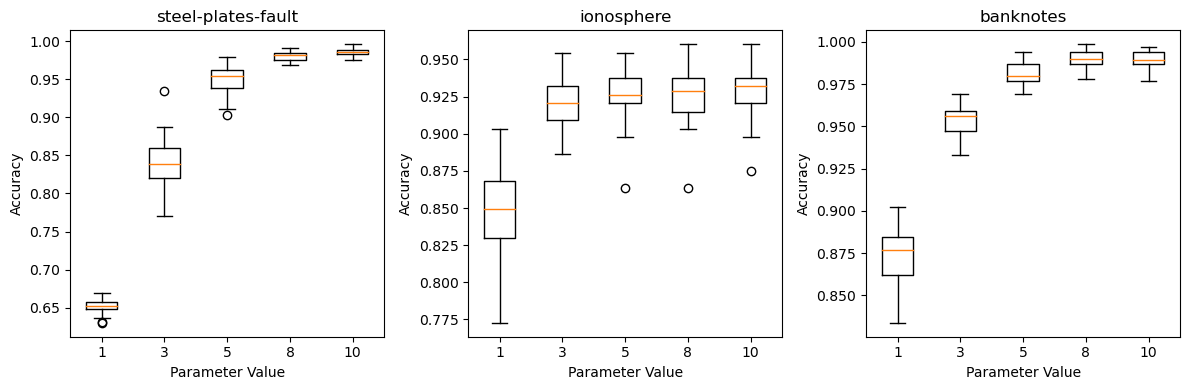 steel-plates-fault
1.00
0.95
0.90
0.85
0.80
0.75
0.70
0.65
Accuracy
1 3 5 8 10
Parameter Value
ionosphere
0.950
0.925
0.900
0.875
0.850
0.825
0.800
0.775
Accuracy
1 3 5 8 10
Parameter Value
banknotes
1.000
0.975
0.950
0.925
0.900
0.875
0.850
Accuracy
1 3 5 8 10
Parameter Value